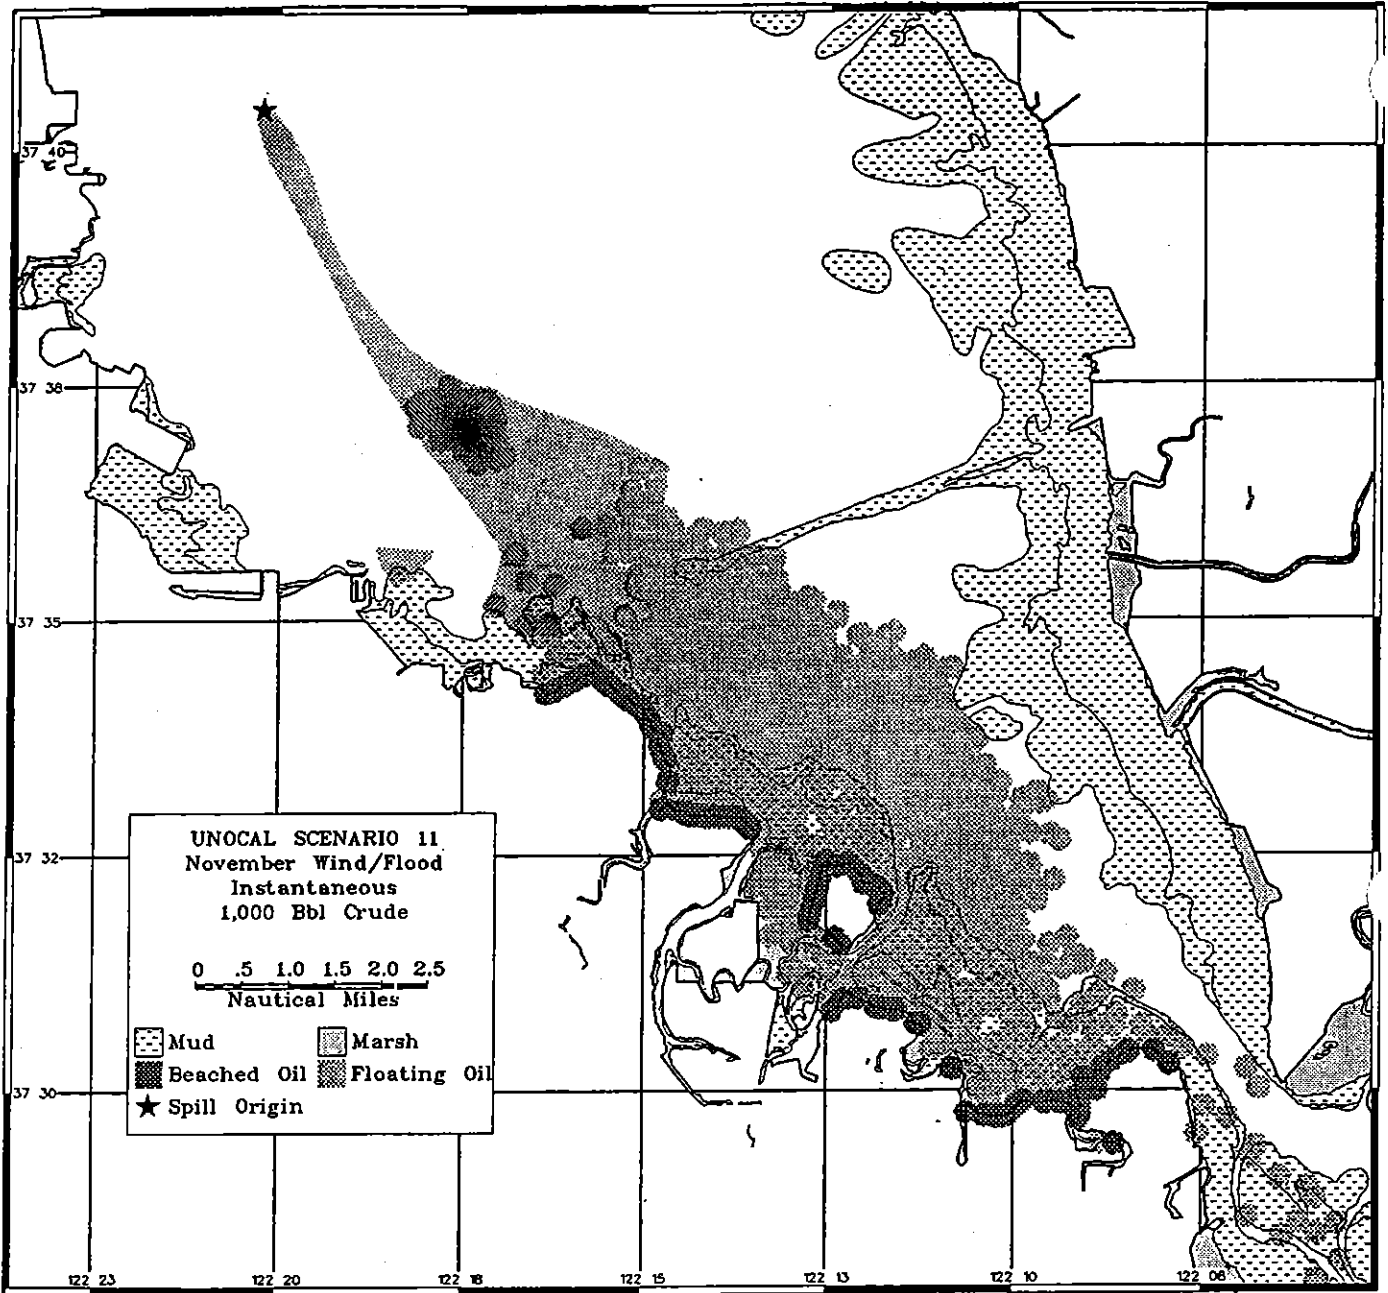 37 40
37 38
37 35
37 32
37 30
UNOCAL SCENARIO 11
November Wind/Flood
Instantaneous
1,000 Bbl Crude
0 .5 1.0 1.5 2.0 2.5
Nautical Miles
Mud Marsh
Beached Oil Floating Oil
Spill Origin
122 23 122 20 122 18 122 15 122 13 122 10 122 08